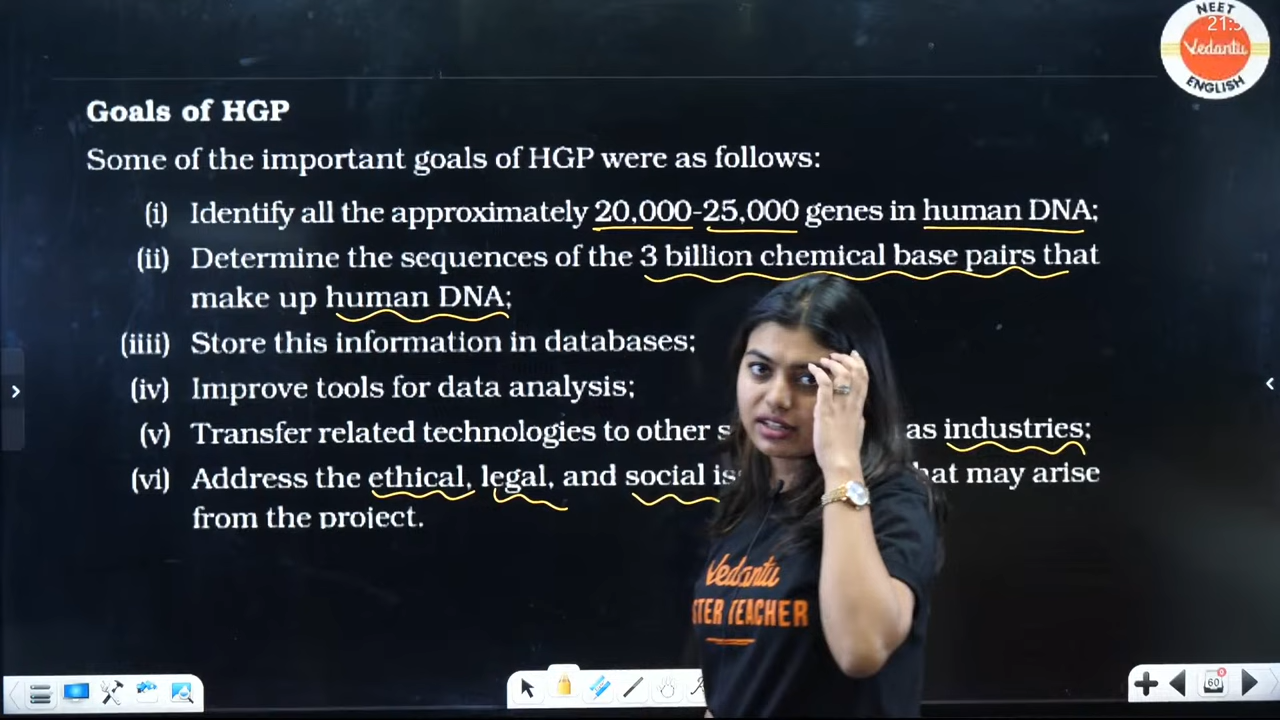 NEET
21:
Vedantu
ENGLISH
Goals of HGP
Some of the important goals of HGP were as follows:
(i) Identify all the approximately 20,000-25,000 genes in human DNA;
(ii) Determine the sequences of the 3 billion chemical base pairs that
make up human DNA;
(iiii) Store this information in databases;
(iv) Improve tools for data analysis;
(v) Transfer related technologies to other as industries;
(vi) Address the ethical, legal, and social may arise
from the project.
Vedantu
TEACHER
60